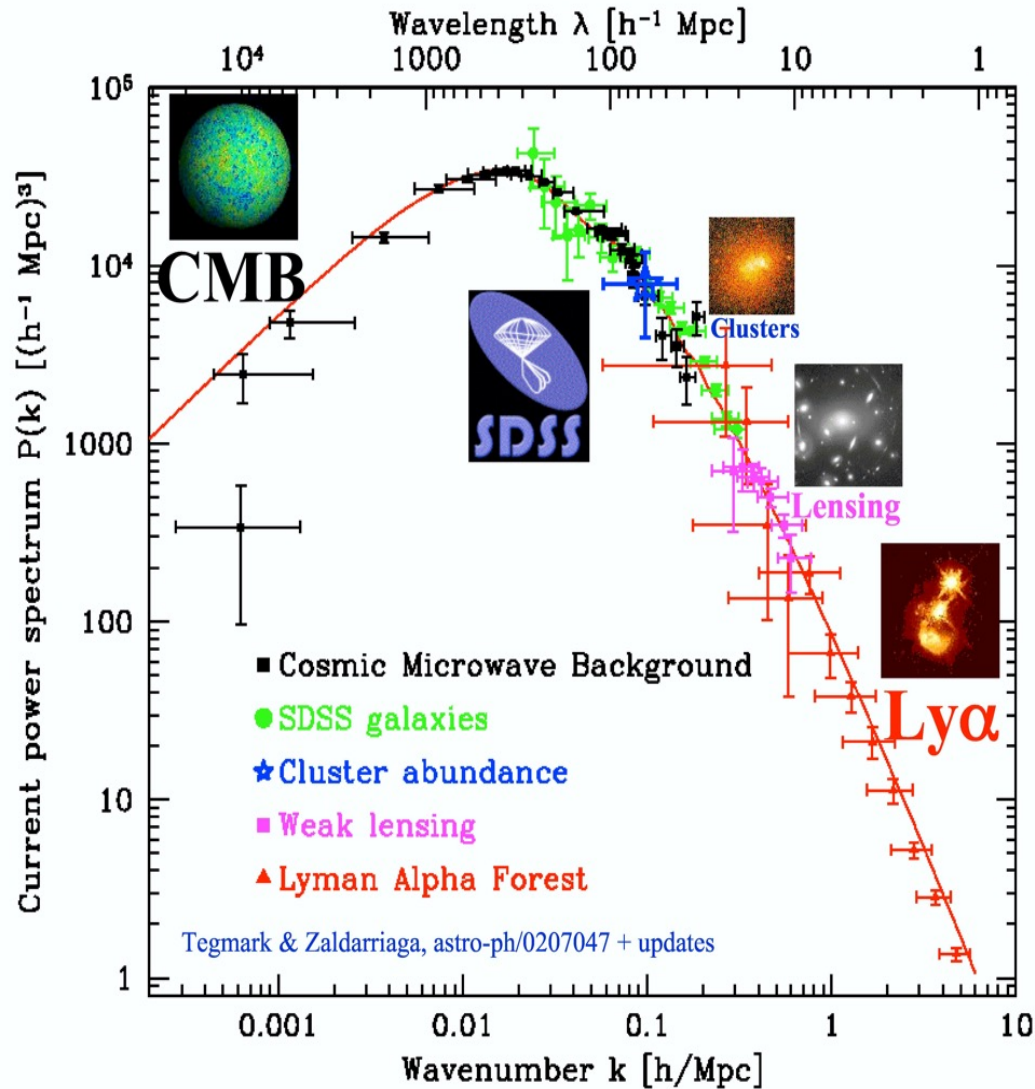 Wavelength λ [h⁻¹ Mpc]
10⁴ 1000 100 10 1
Current power spectrum P(k) [(h⁻¹ Mpc)³]
10⁵
10⁴
1000
100
10
1
CMB
SDSS
Clusters
Lensing
Lyα
Cosmic Microwave Background
SDSS galaxies
Cluster abundance
Weak lensing
Lyman Alpha Forest
Tegmark & Zaldarriaga, astro-ph/0207047 + updates
0.001 0.01 0.1 1 10
Wavenumber k [h/Mpc]